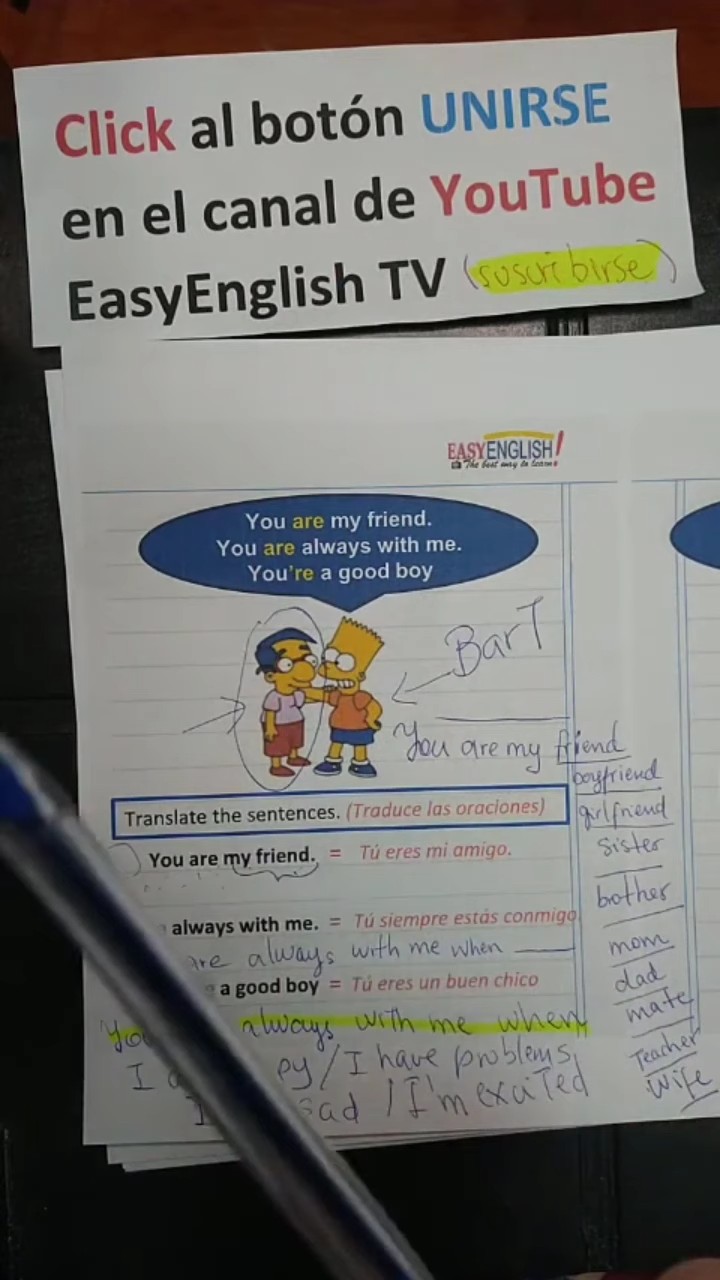 Click al botón UNIRSE
en el canal de YouTube
EasyEnglish TV (suscribirse)
EASYENGLISH!
The best way to learn!
You are my friend.
You are always with me.
You're a good boy
BarT
You are my friend
boyfriend
girlfriend
sister
bother
mom
dad
mate
Teacher
wife
Translate the sentences. (Traduce las oraciones)
You are my friend. = Tú eres mi amigo.
always with me. = Tú siempre estás conmigo
are always with me when
a good boy = Tú eres un buen chico
always with me when
I / I have problems
sad / I'm exciTed